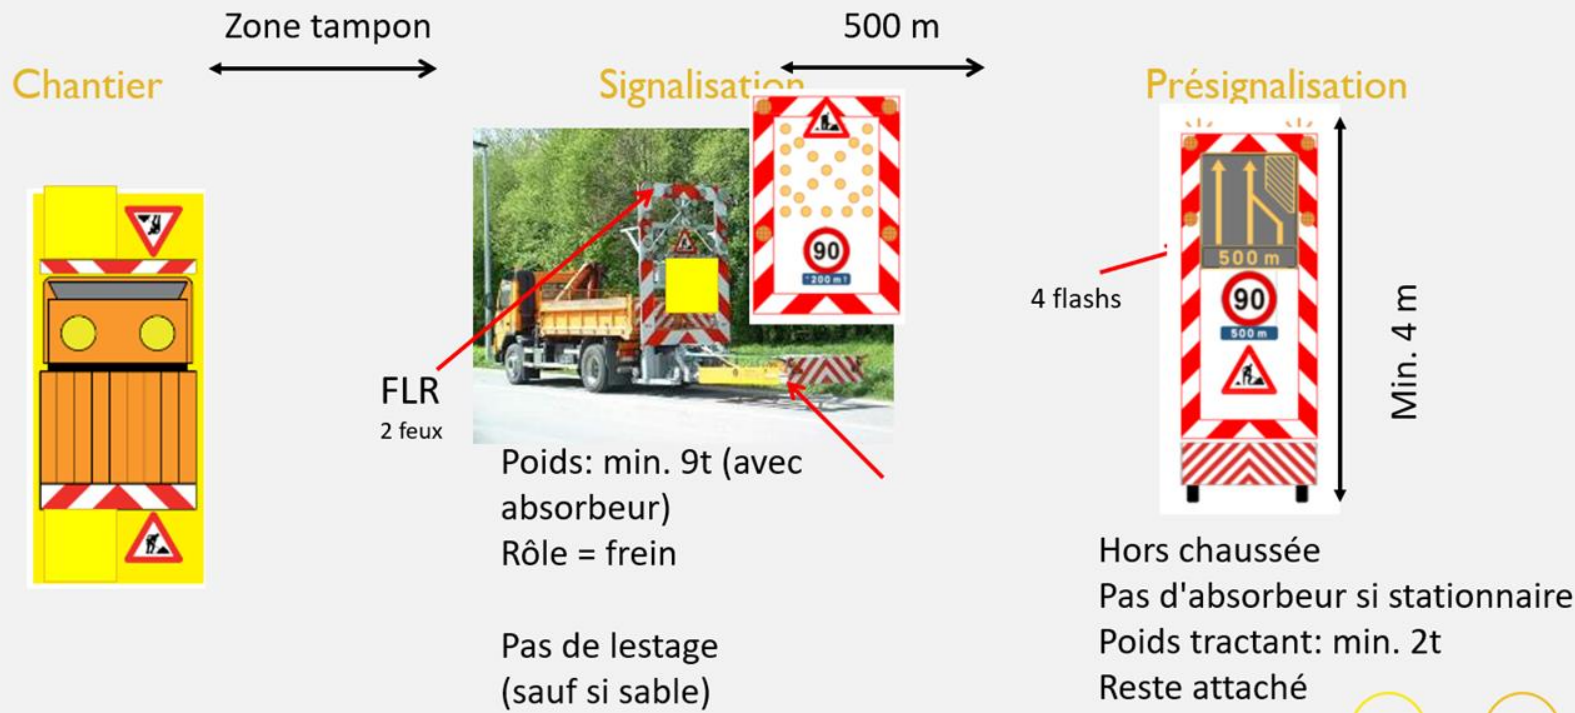 Zone tampon
500 m
Chantier
Signalisation
Présignalisation
90
200 m
500 m
90
500 m
4 flashs
Min. 4 m
FLR
2 feux
Poids: min. 9t (avec
absorbeur)
Rôle = frein
Pas de lestage
(sauf si sable)
Hors chaussée
Pas d'absorbeur si stationnaire
Poids tractant: min. 2t
Reste attaché